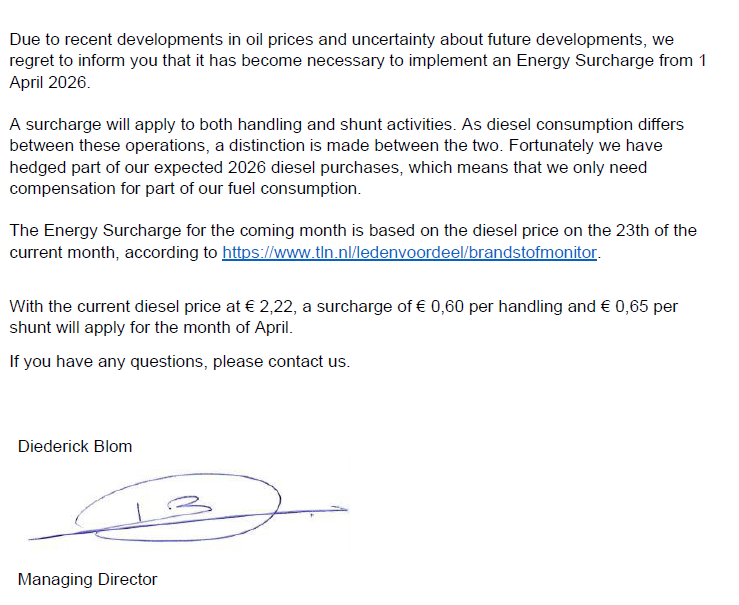 Due to recent developments in oil prices and uncertainty about future developments, we
regret to inform you that it has become necessary to implement an Energy Surcharge from 1
April 2026.
A surcharge will apply to both handling and shunt activities. As diesel consumption differs
between these operations, a distinction is made between the two. Fortunately we have
hedged part of our expected 2026 diesel purchases, which means that we only need
compensation for part of our fuel consumption.
The Energy Surcharge for the coming month is based on the diesel price on the 23th of the
current month, according to https://www.tln.nl/ledenvoordeel/brandstofmonitor.
With the current diesel price at € 2,22, a surcharge of € 0,60 per handling and € 0,65 per
shunt will apply for the month of April.
If you have any questions, please contact us.
Diederick Blom
Managing Director